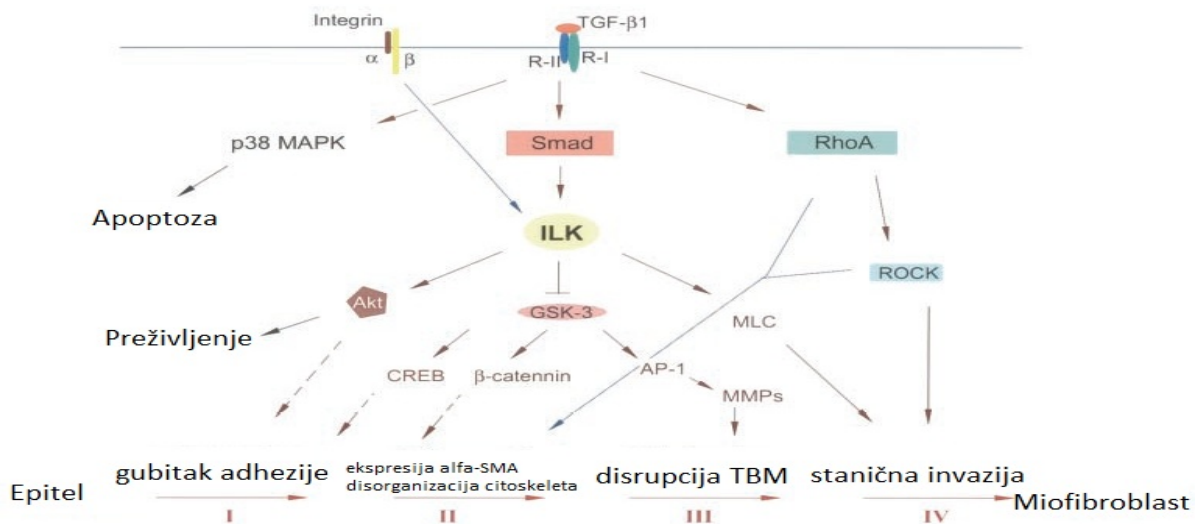 Integrin
TGF-β1
α
β
R-II
R-I
p38 MAPK
Smad
RhoA
Apoptoza
ILK
ROCK
Akt
GSK-3
MLC
Preživljenje
CREB
β-catennin
AP-1
MMPs
gubitak adhezije
ekspresija alfa-SMA
disorganizacija citoskeleta
disrupcija TBM
stanična invazija
Epitel
Miofibroblast
I
II
III
IV